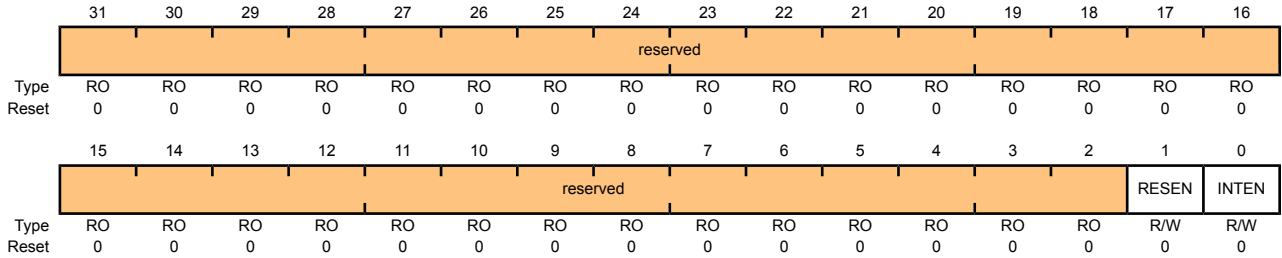 31 30 29 28 27 26 25 24 23 22 21 20 19 18 17 16
reserved
Type RO RO RO RO RO RO RO RO RO RO RO RO RO RO RO RO
Reset 0 0 0 0 0 0 0 0 0 0 0 0 0 0 0 0
15 14 13 12 11 10 9 8 7 6 5 4 3 2 1 0
reserved RESEN INTEN
Type RO RO RO RO RO RO RO RO RO RO RO RO RO RO R/W R/W
Reset 0 0 0 0 0 0 0 0 0 0 0 0 0 0 0 0